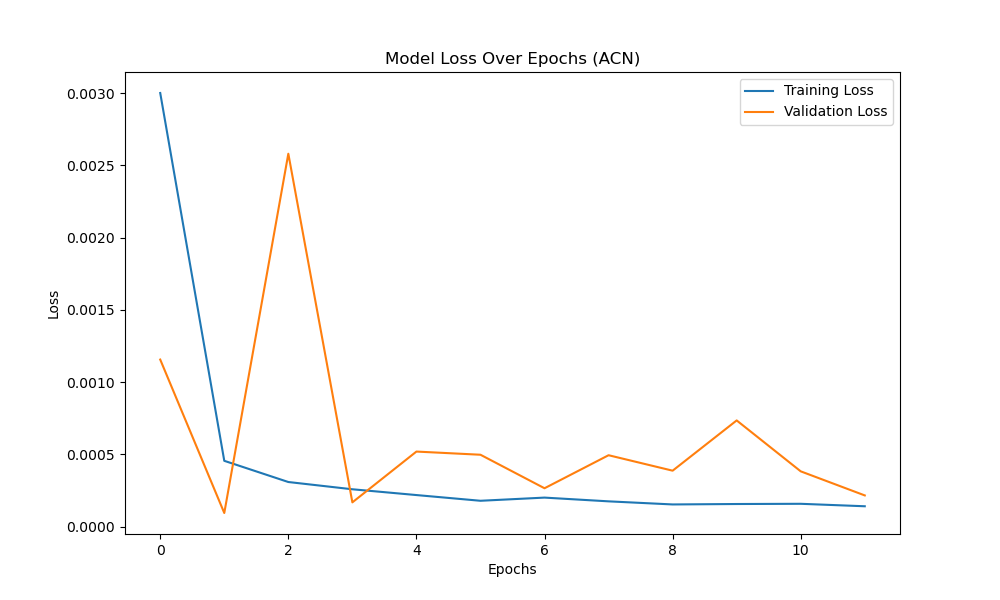 Model Loss Over Epochs (ACN)
Training Loss
Validation Loss
0.0030
0.0025
0.0020
0.0015
0.0010
0.0005
0.0000
Loss
0 2 4 6 8 10
Epochs